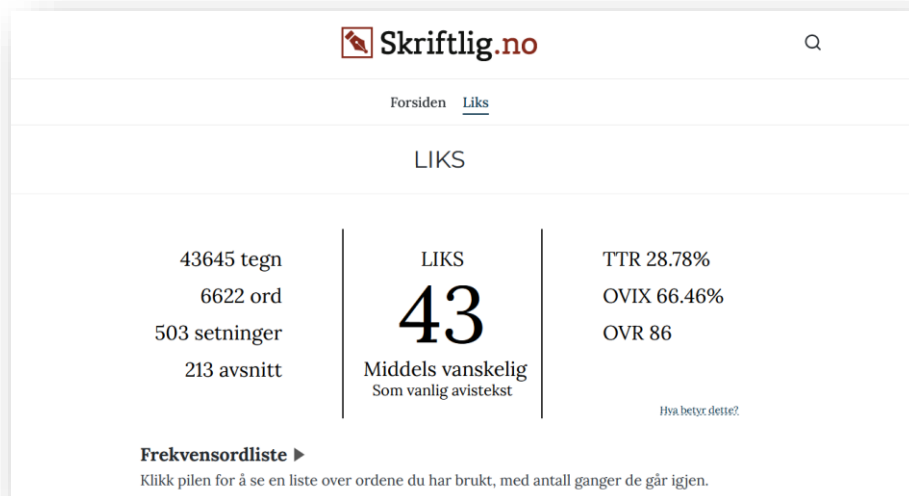 Skriftlig.no
Forsiden Liks
LIKS
43645 tegn
6622 ord
503 setninger
213 avsnitt
LIKS
43
Middels vanskelig
Som vanlig avistekst
TTR 28.78%
OVIX 66.46%
OVR 86
Hva betyr dette?
Frekvensordliste
Klikk pilen for å se en liste over ordene du har brukt, med antall ganger de går igjen.